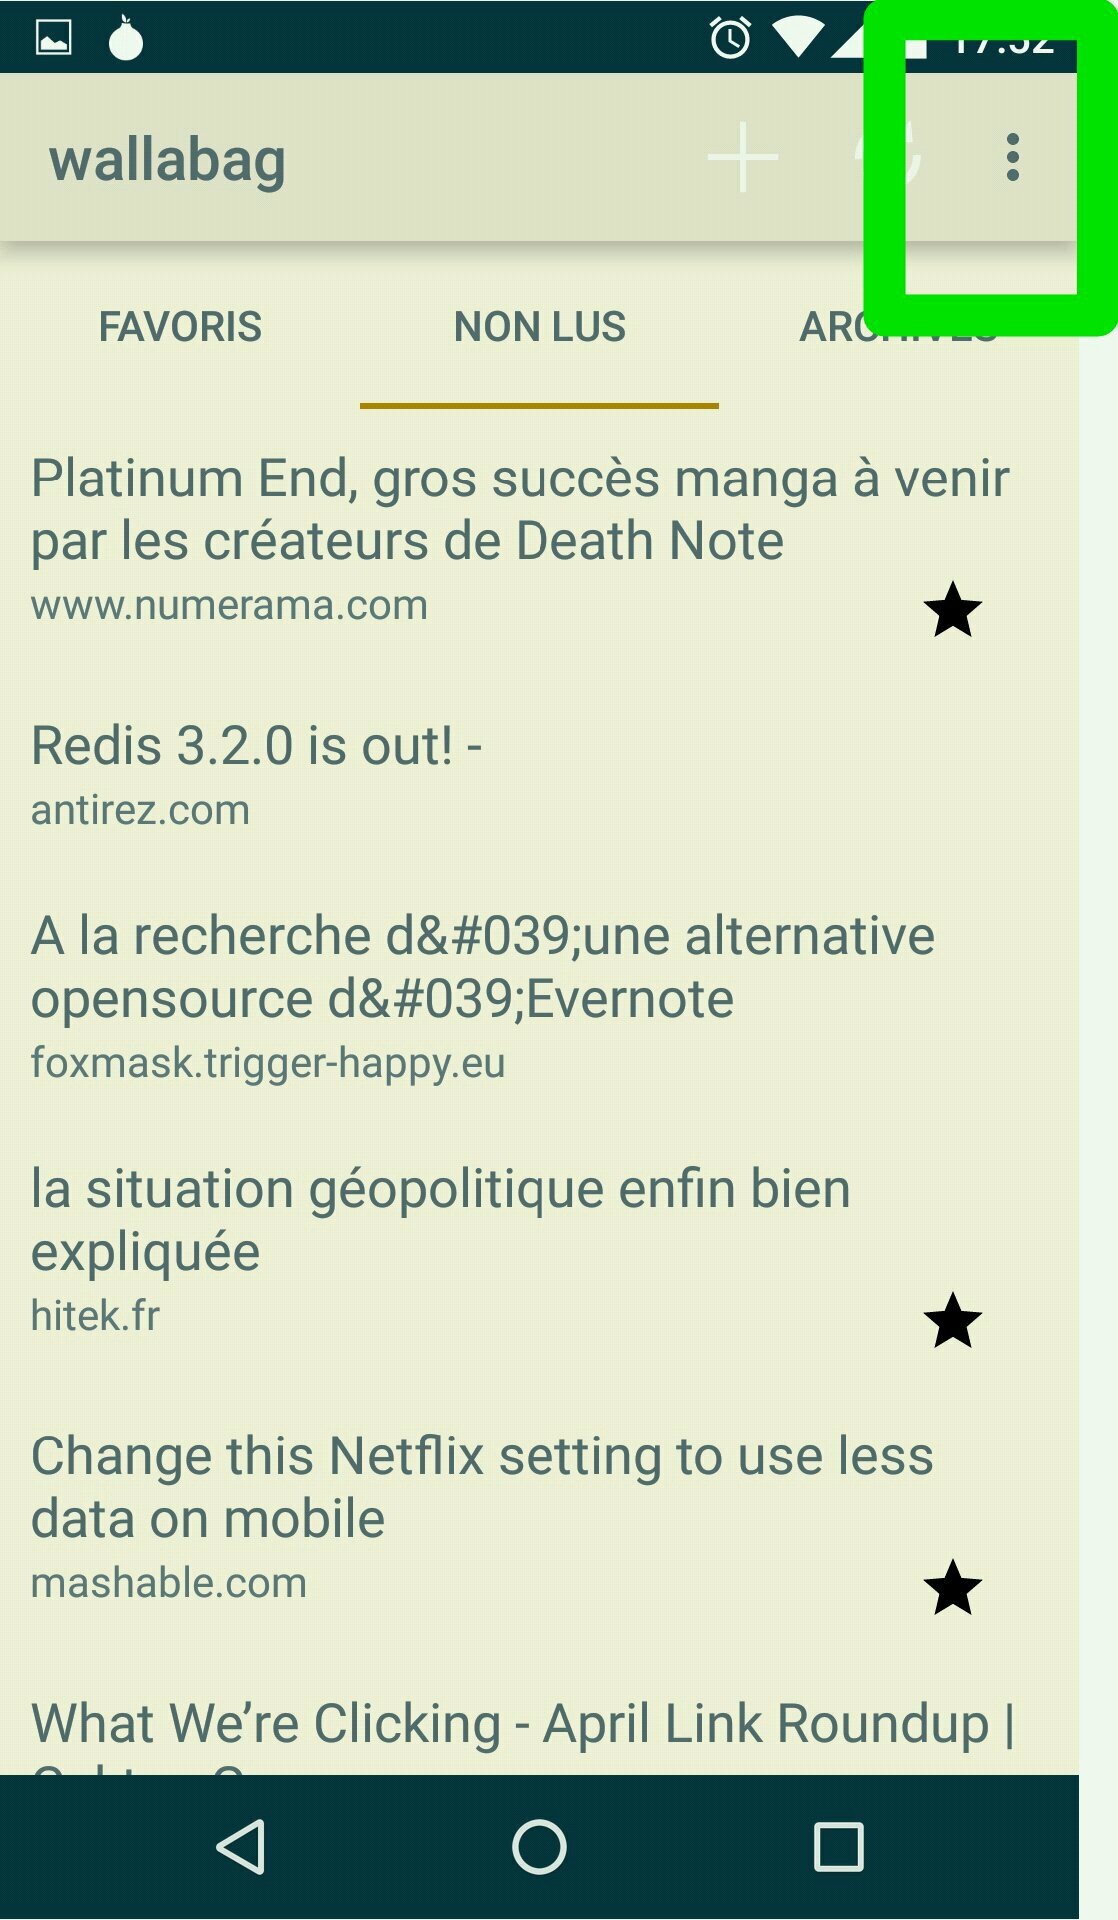 17:52
wallabag
FAVORIS NON LUS ARCHIVES
Platinum End, gros succès manga à venir
par les créateurs de Death Note
www.numerama.com
Redis 3.2.0 is out! -
antirez.com
A la recherche d&#039;une alternative
opensource d&#039;Evernote
foxmask.trigger-happy.eu
la situation géopolitique enfin bien
expliquée
hitek.fr
Change this Netflix setting to use less
data on mobile
mashable.com
What We’re Clicking - April Link Roundup |